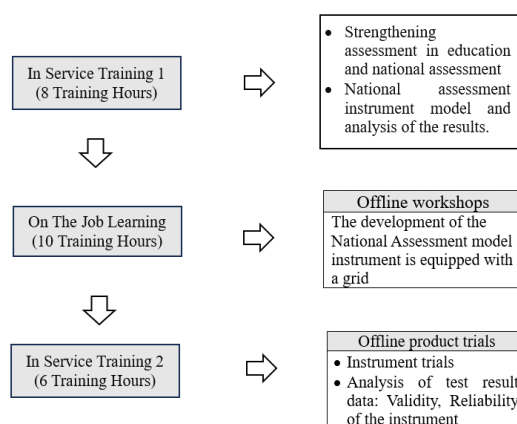 In Service Training 1
(8 Training Hours)
• Strengthening
assessment in education
and national assessment
• National assessment
instrument model and
analysis of the results.
On The Job Learning
(10 Training Hours)
Offline workshops
The development of the
National Assessment model
instrument is equipped with
a grid
In Service Training 2
(6 Training Hours)
Offline product trials
• Instrument trials
• Analysis of test result
data: Validity, Reliability
of the instrument